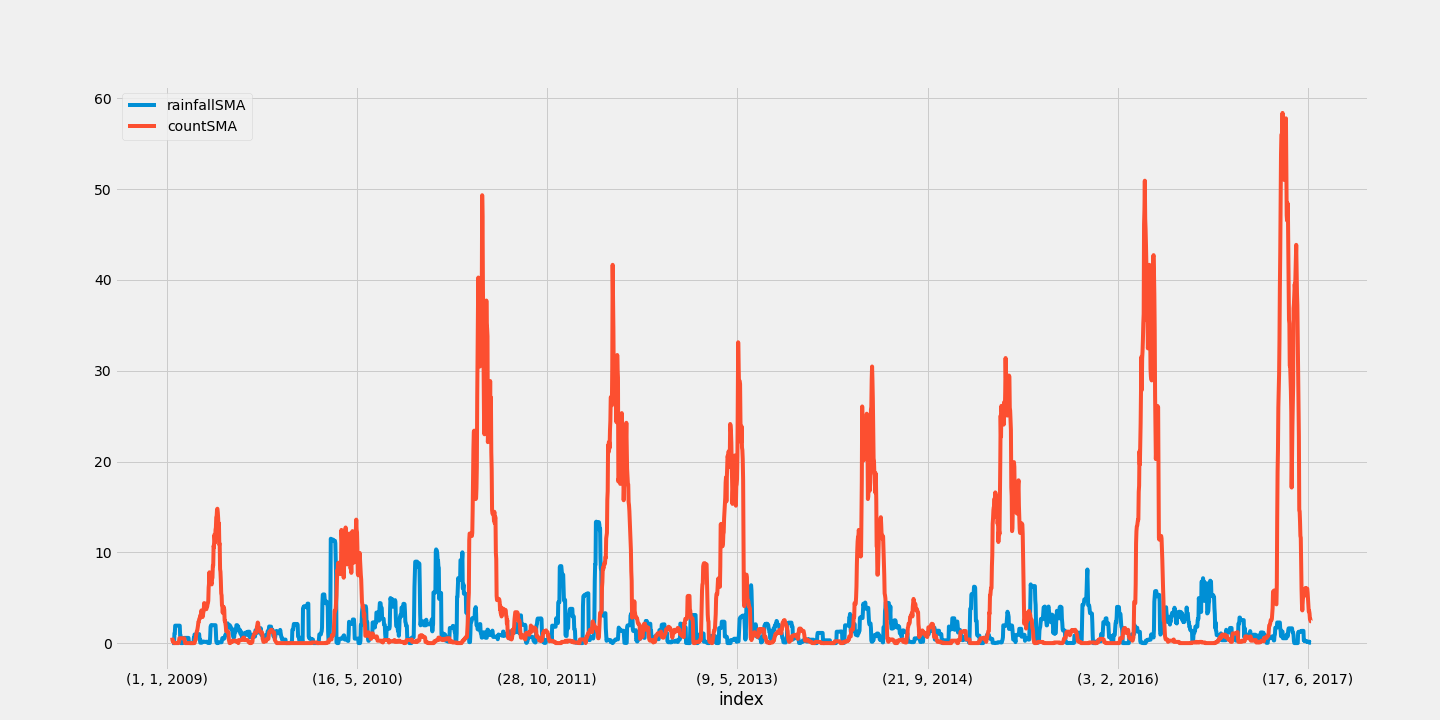 rainfallSMA
countSMA
60
50
40
30
20
10
0
(1, 1, 2009) (16, 5, 2010) (28, 10, 2011) (9, 5, 2013) (21, 9, 2014) (3, 2, 2016) (17, 6, 2017)
index